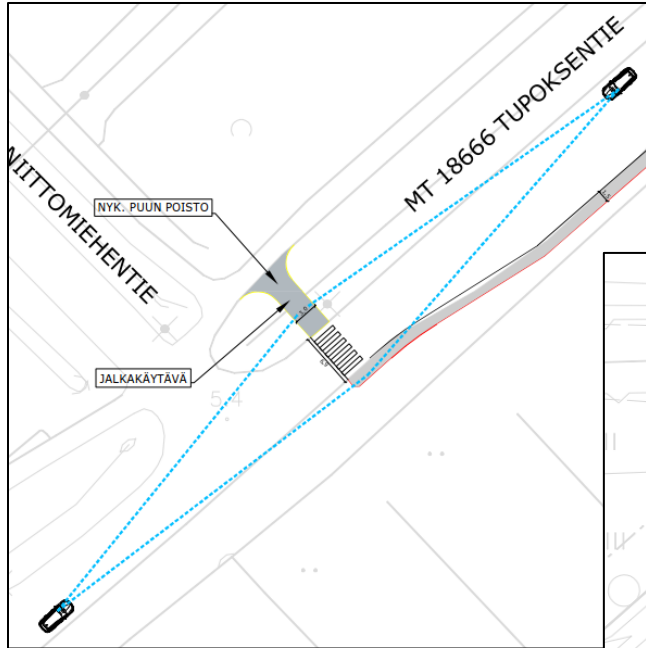 MT 18666 TUPOKSENTIE
NIITTOMIEHENTIE
NYK. PUUN POISTO
JALKAKÄYTÄVÄ